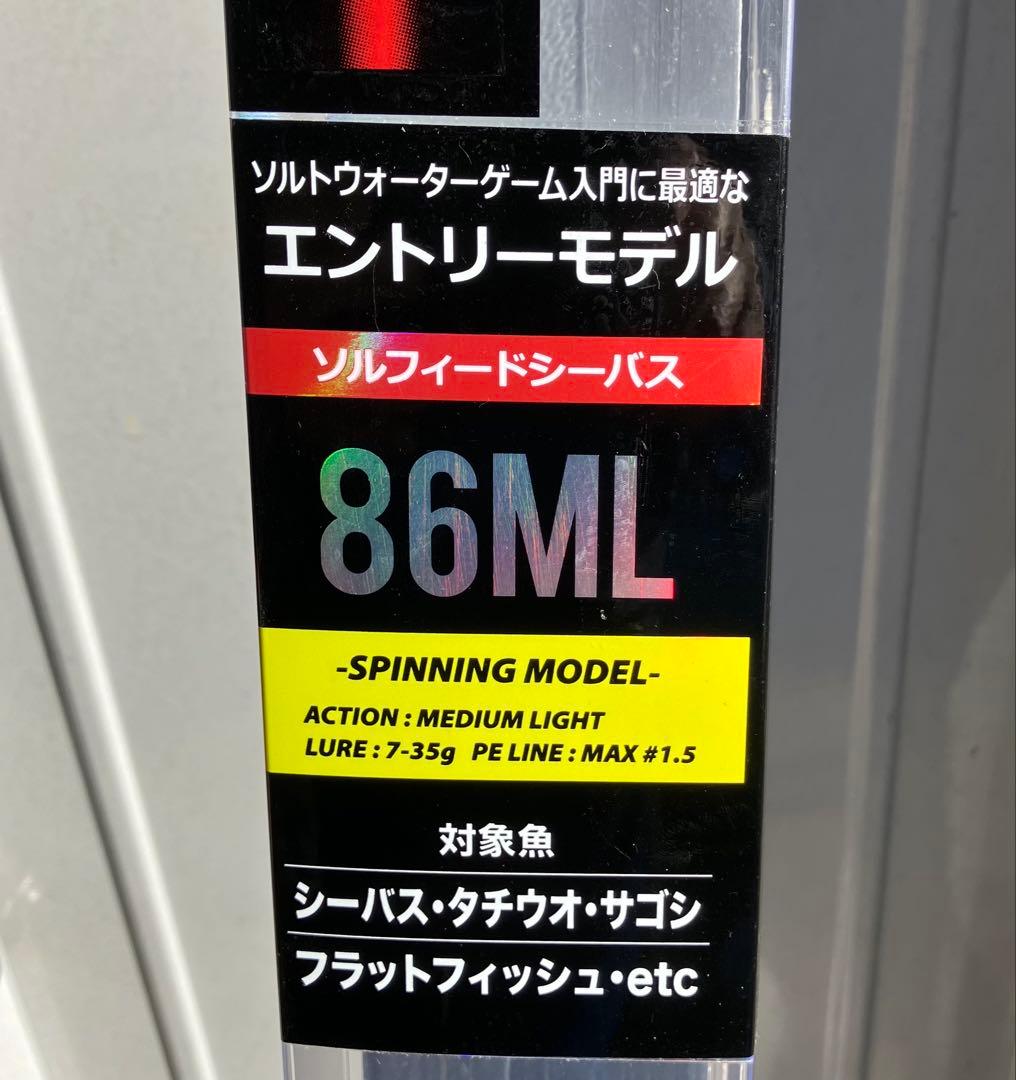 ソルトウォーターゲーム入門に最適な
エントリーモデル
ソルフィードシーバス
86ML
-SPINNING MODEL-
ACTION : MEDIUM LIGHT
LURE : 7-35g PE LINE : MAX #1.5
対象魚
シーバス・タチウオ・サゴシ
フラットフィッシュ・etc